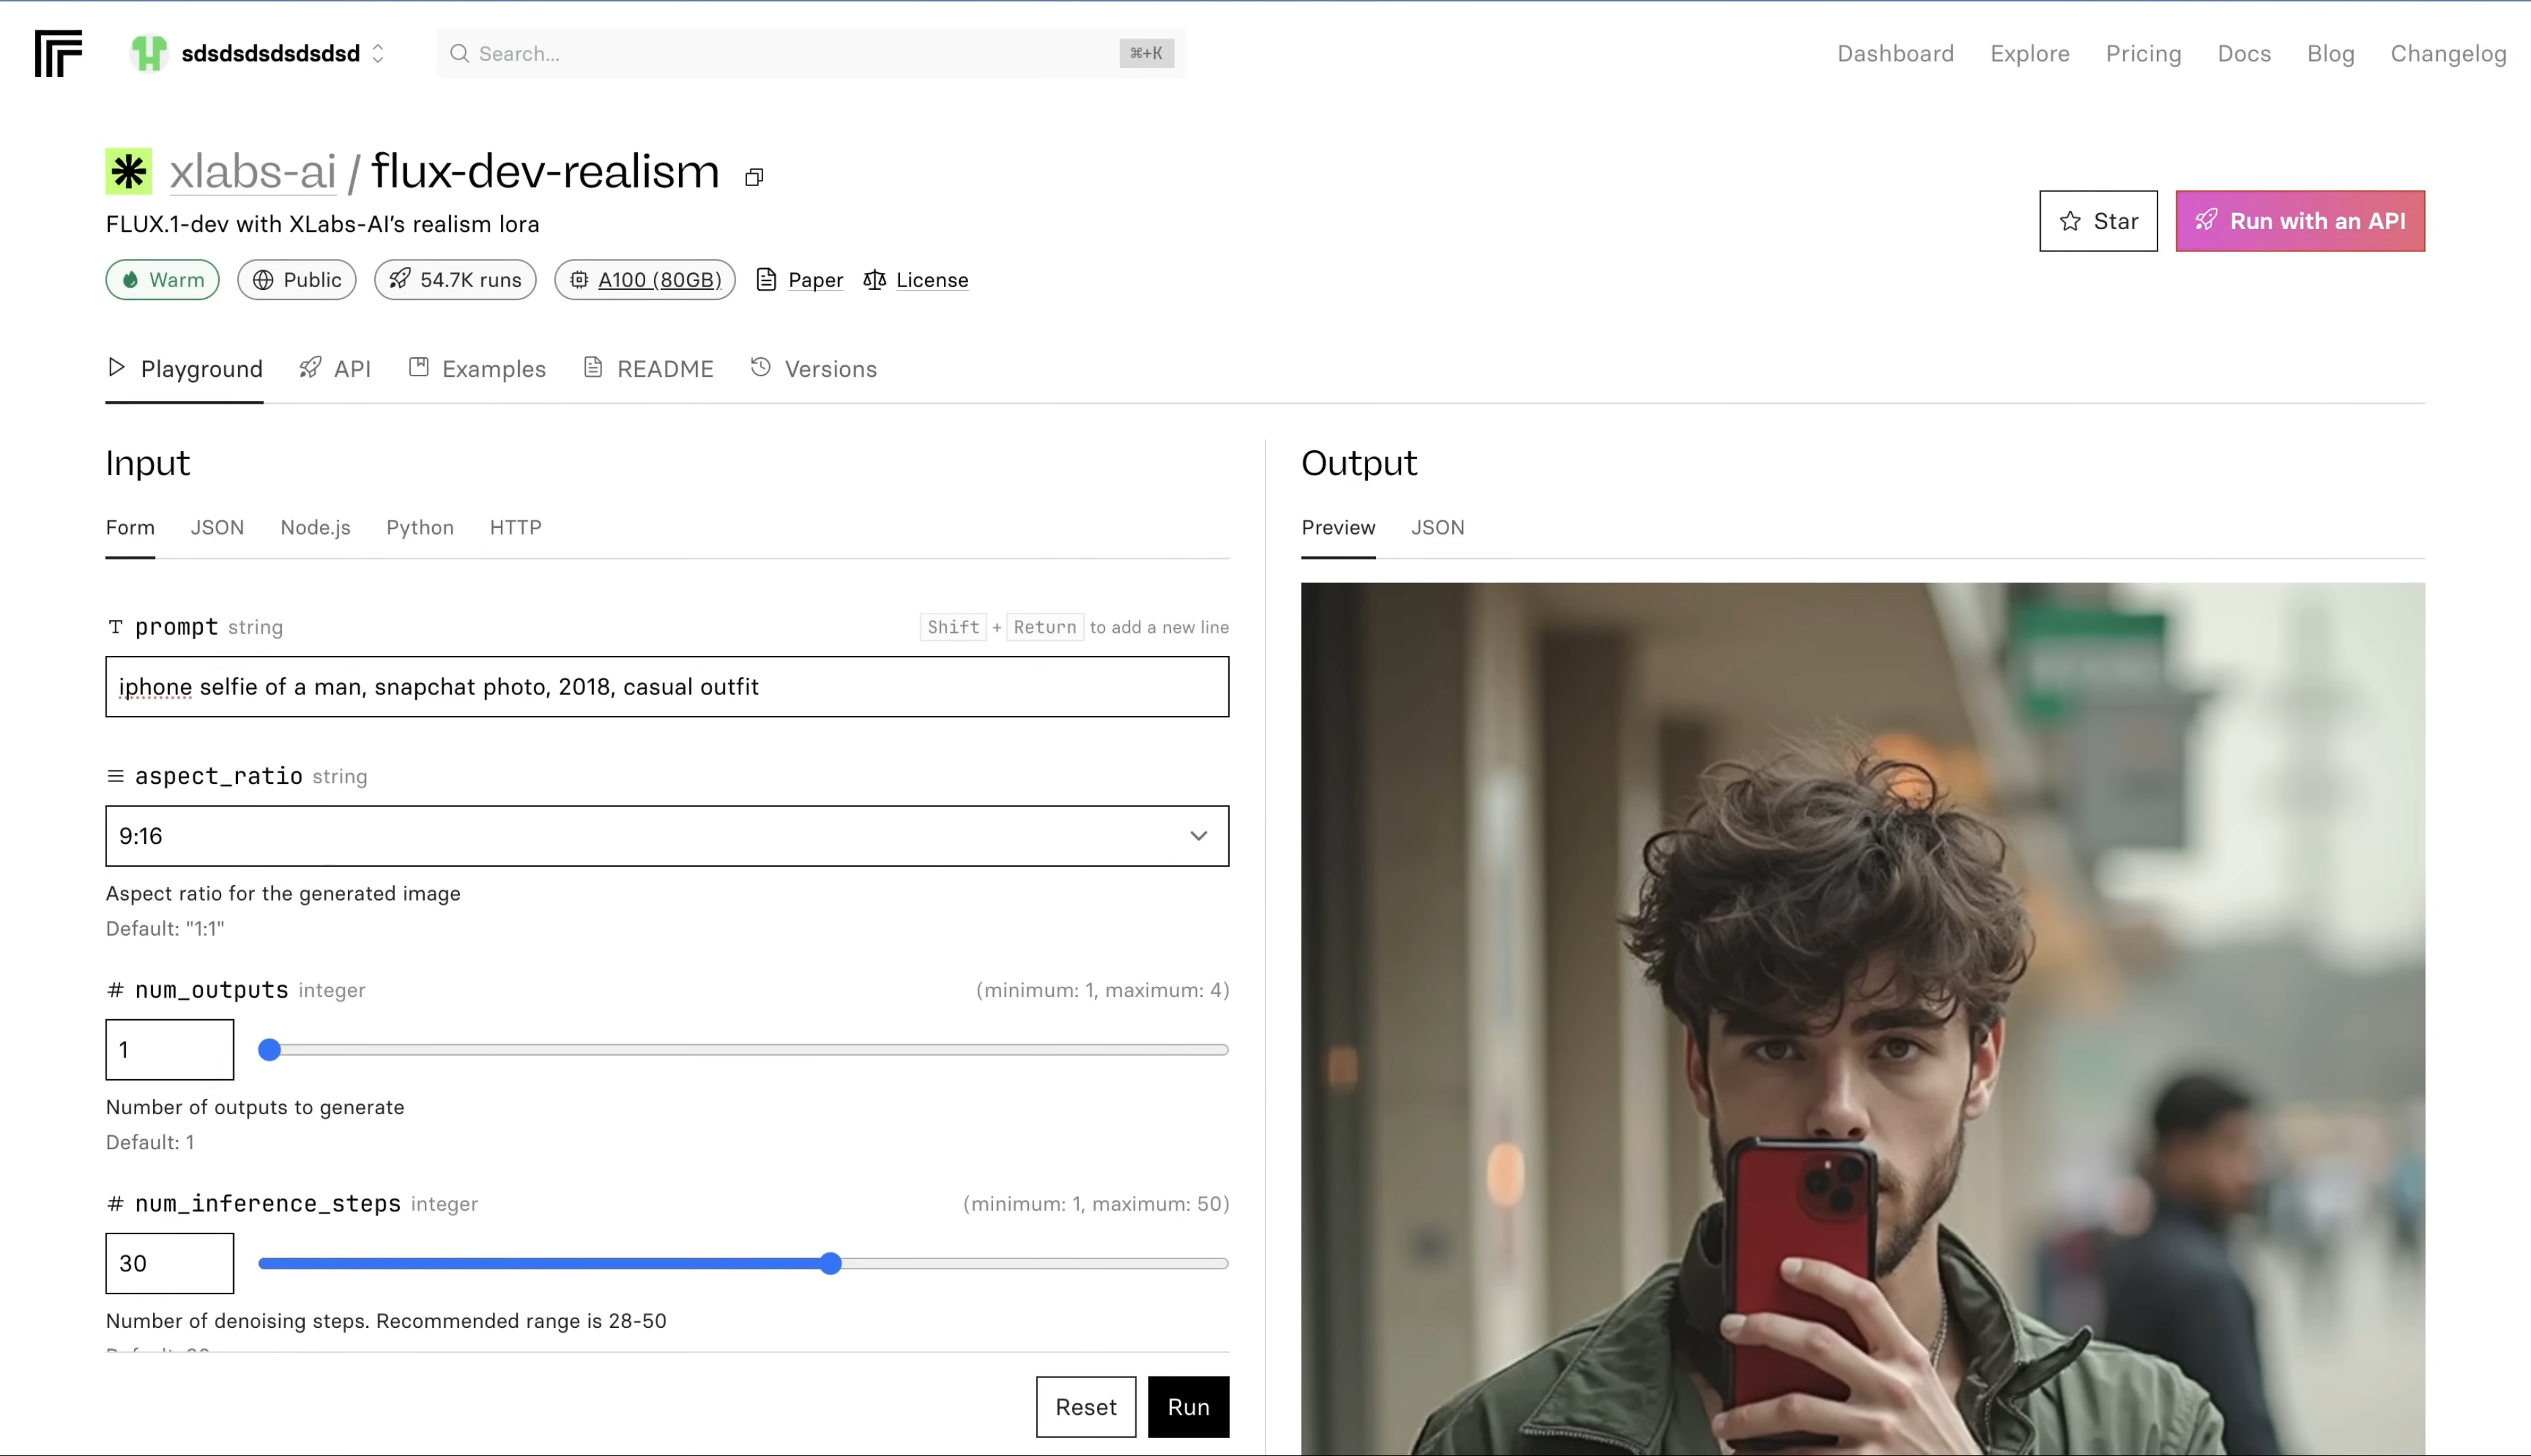 sdsdsdsdsdsdsd Search... ⌘+K Dashboard Explore Pricing Docs Blog Changelog
xlabs-ai / flux-dev-realism
FLUX.1-dev with XLabs-AI's realism lora
Star Run with an API
Warm Public 54.7K runs A100 (80GB) Paper License
Playground API Examples README Versions
Input
Form JSON Node.js Python HTTP
T prompt string Shift + Return to add a new line
iphone selfie of a man, snapchat photo, 2018, casual outfit
aspect_ratio string
9:16
Aspect ratio for the generated image
Default: "1:1"
# num_outputs integer (minimum: 1, maximum: 4)
1
Number of outputs to generate
Default: 1
# num_inference_steps integer (minimum: 1, maximum: 50)
30
Number of denoising steps. Recommended range is 28-50
Reset Run
Output
Preview JSON